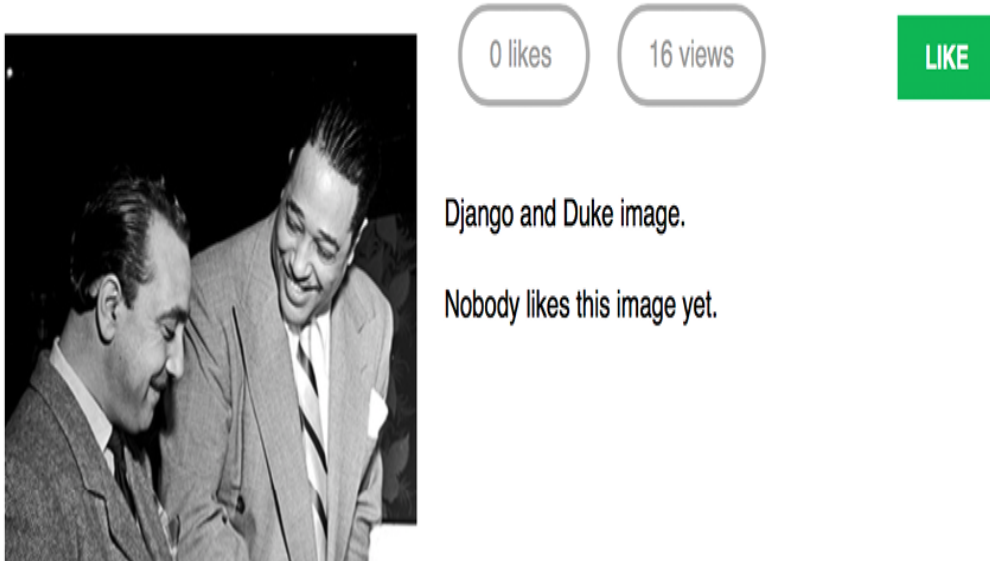 0 likes
16 views
LIKE
Django and Duke image.
Nobody likes this image yet.